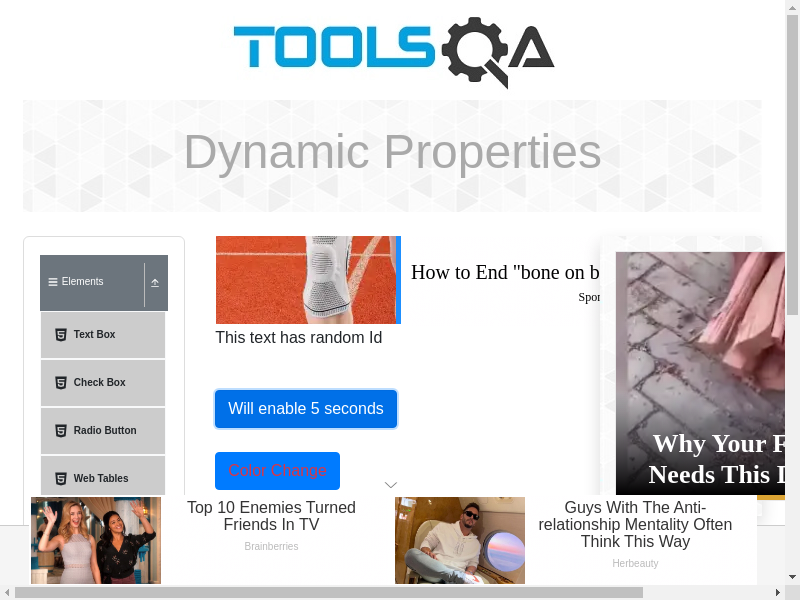 TOOLSQA
Dynamic Properties
Elements
Text Box
Check Box
Radio Button
Web Tables
How to End "bone on b
Spon
This text has random Id
Will enable 5 seconds
Color Change
Why Your F
Needs This
Top 10 Enemies Turned
Friends In TV
Brainberries
Guys With The Anti-
relationship Mentality Often
Think This Way
Herbeauty